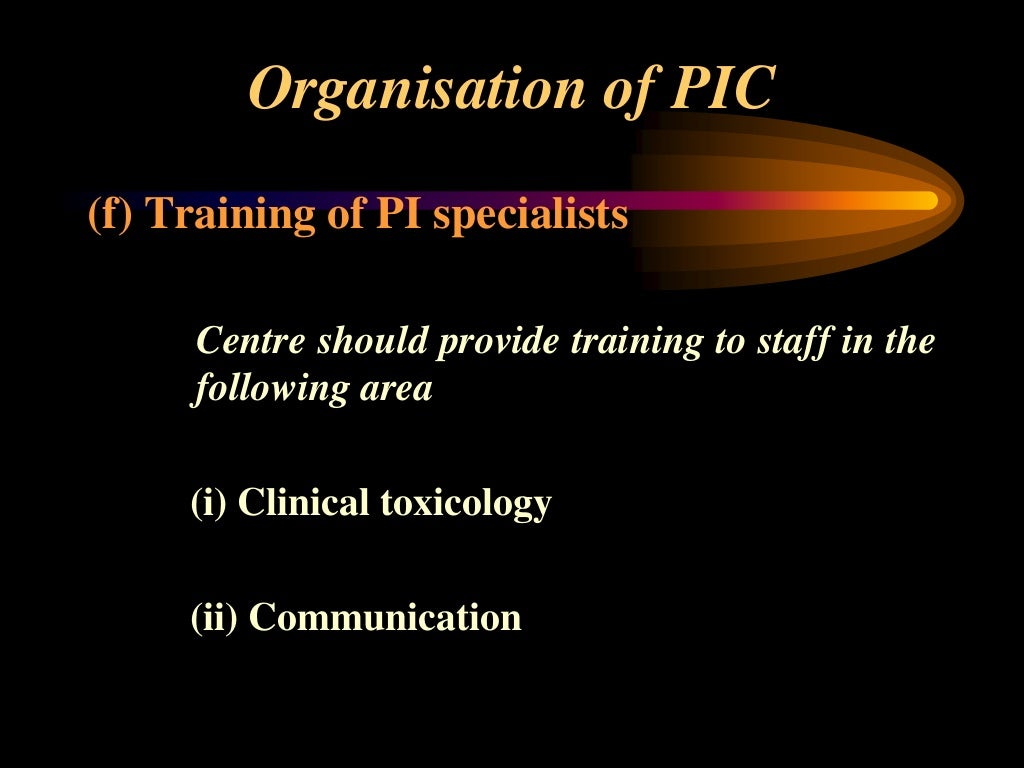 Organisation of PIC
(f) Training of PI specialists
Centre should provide training to staff in the
following area
(i) Clinical toxicology
(ii) Communication